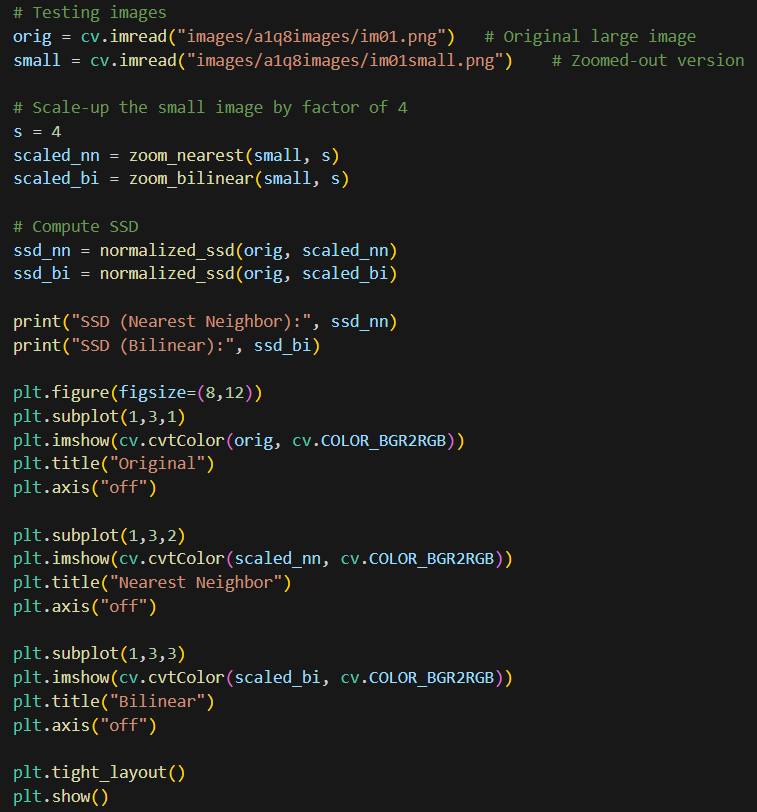 # Testing images
orig = cv.imread("images/a1q8images/im01.png")   # Original large image
small = cv.imread("images/a1q8images/im01small.png")    # Zoomed-out version

# Scale-up the small image by factor of 4
s = 4
scaled_nn = zoom_nearest(small, s)
scaled_bi = zoom_bilinear(small, s)

# Compute SSD
ssd_nn = normalized_ssd(orig, scaled_nn)
ssd_bi = normalized_ssd(orig, scaled_bi)

print("SSD (Nearest Neighbor):", ssd_nn)
print("SSD (Bilinear):", ssd_bi)

plt.figure(figsize=(8,12))
plt.subplot(1,3,1)
plt.imshow(cv.cvtColor(orig, cv.COLOR_BGR2RGB))
plt.title("Original")
plt.axis("off")

plt.subplot(1,3,2)
plt.imshow(cv.cvtColor(scaled_nn, cv.COLOR_BGR2RGB))
plt.title("Nearest Neighbor")
plt.axis("off")

plt.subplot(1,3,3)
plt.imshow(cv.cvtColor(scaled_bi, cv.COLOR_BGR2RGB))
plt.title("Bilinear")
plt.axis("off")

plt.tight_layout()
plt.show()